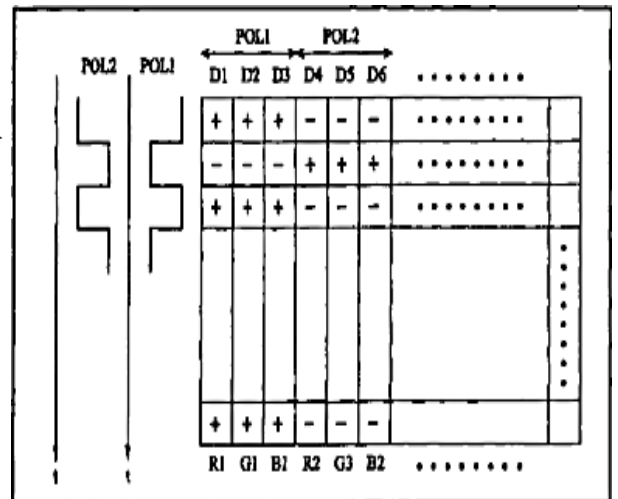 POL1 POL2
POL2 POL1 D1 D2 D3 D4 D5 D6 ········
+ + + - - - ········
- - - + + + ········
+ + + - - - ········
+ + + - - -
R1 G1 B1 R2 G3 B2 ········
t t